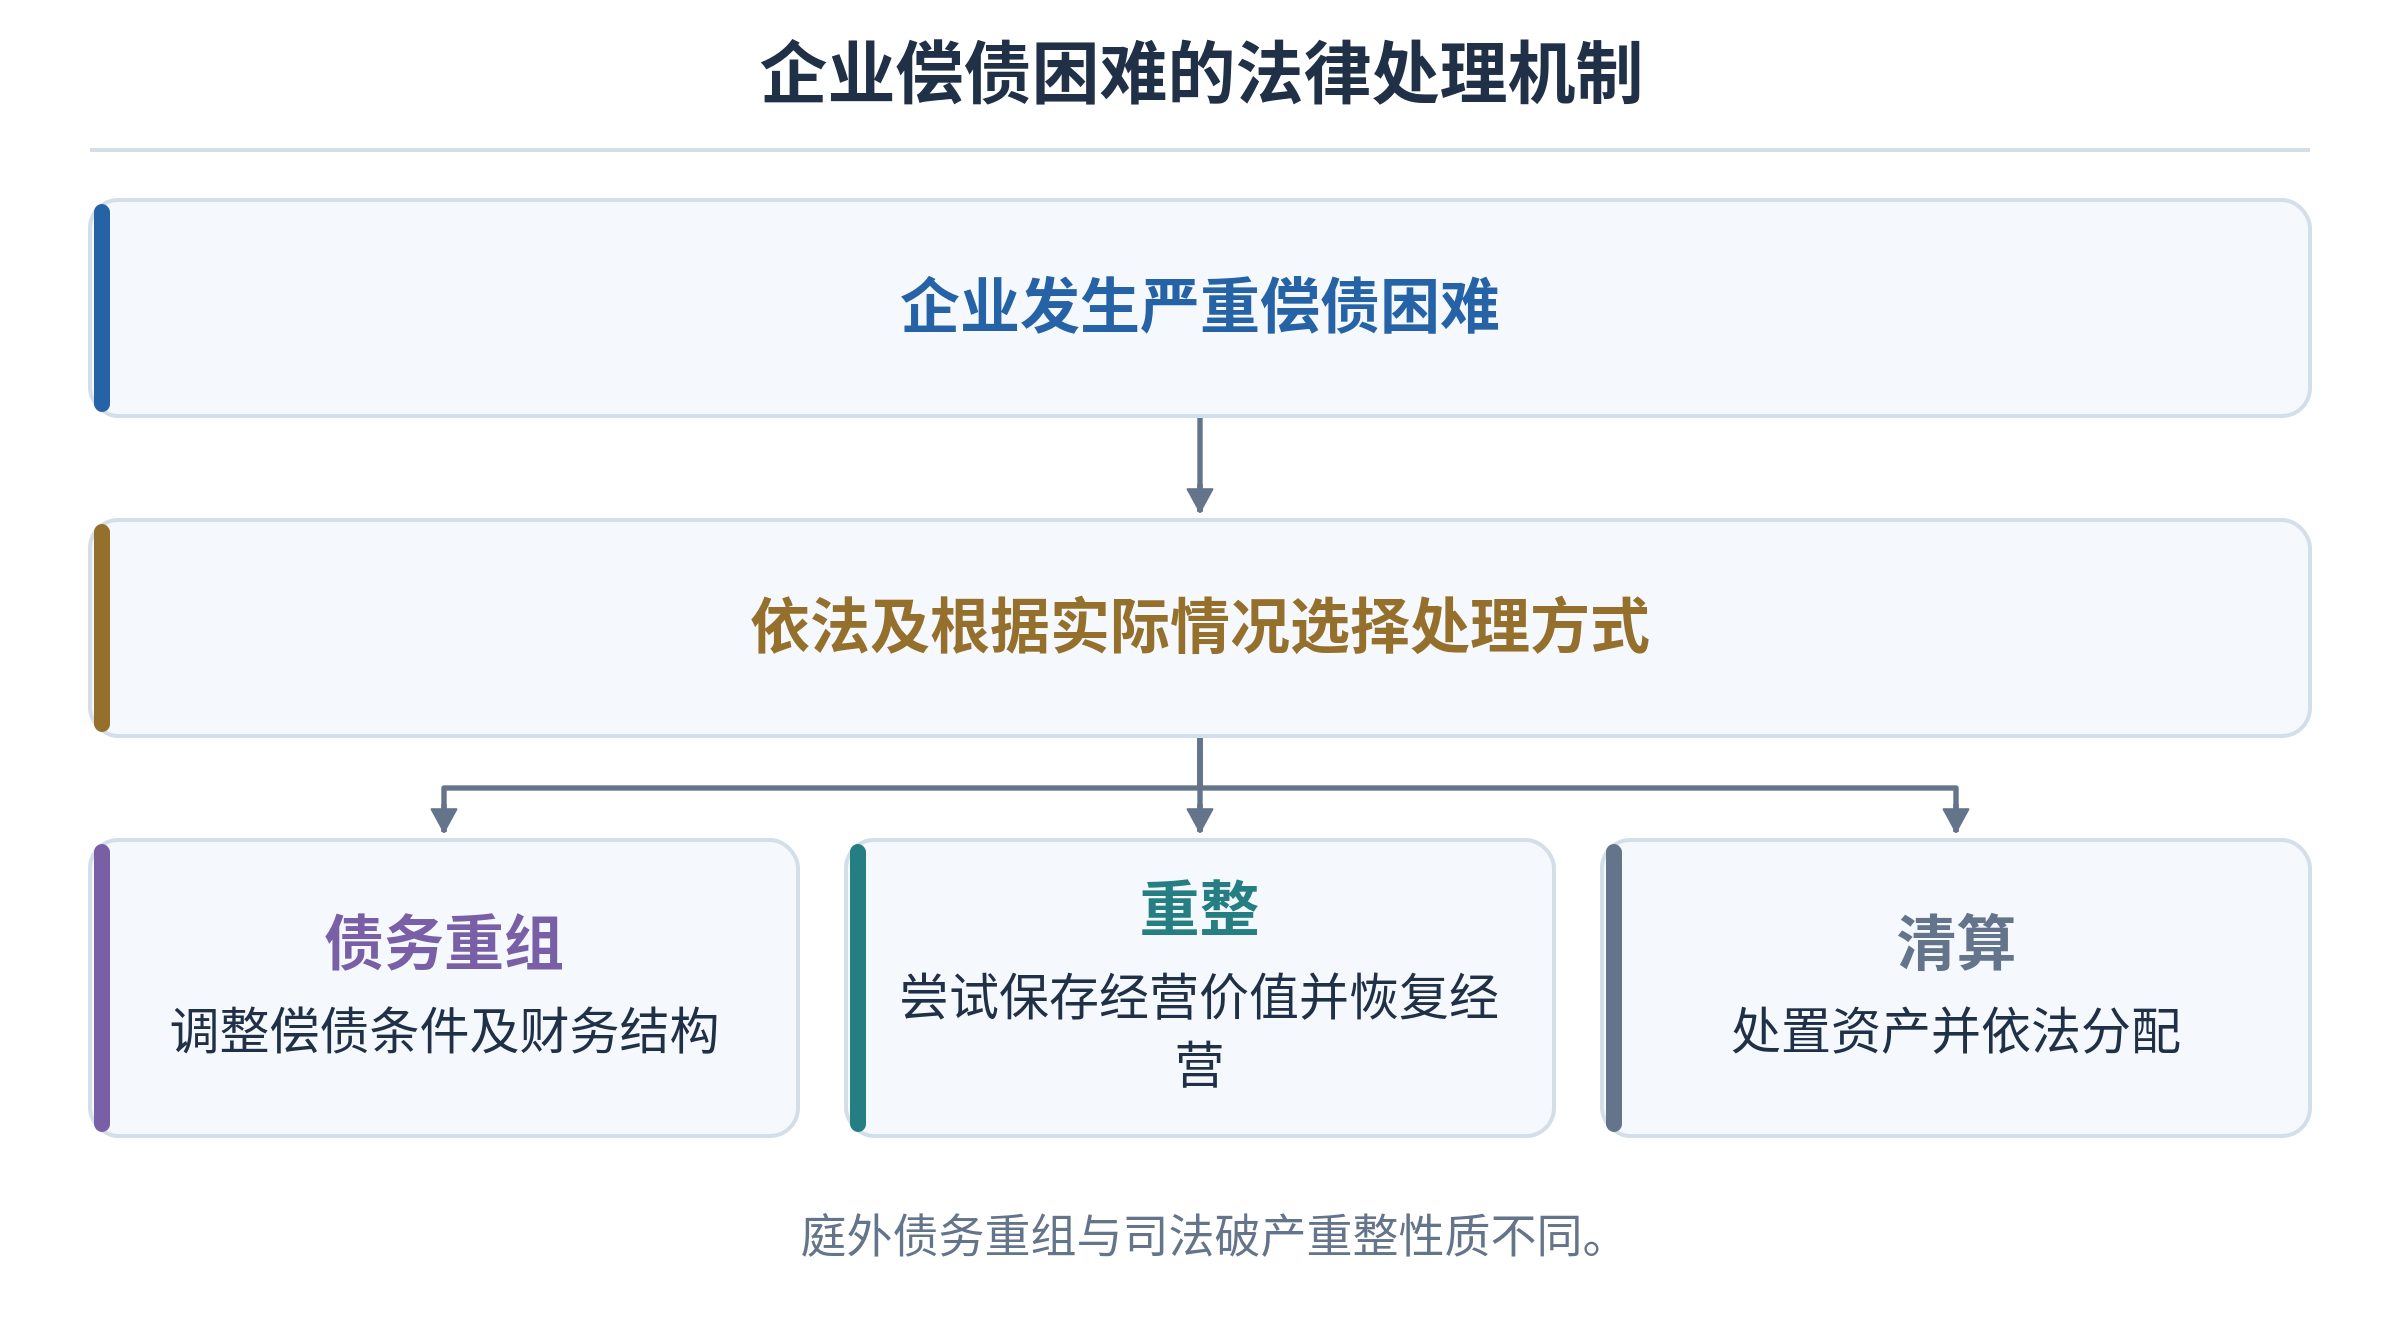 企业偿债困难的法律处理机制
企业发生严重偿债困难
依法及根据实际情况选择处理方式
债务重组
调整偿债条件及财务结构
重整
尝试保存经营价值并恢复经
营
清算
处置资产并依法分配
庭外债务重组与司法破产重整性质不同。